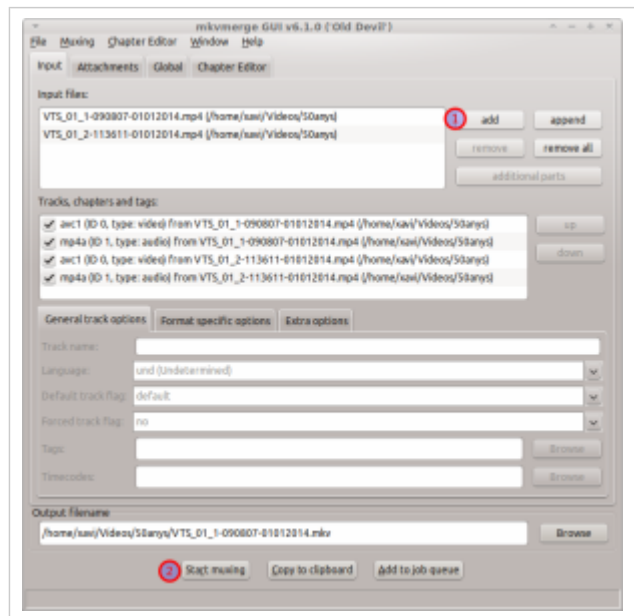 mkvmerge GUI v6.1.0 ('Old Devil')
File Muxing Chapter Editor Window Help
Input Attachments Global Chapter Editor
Input files:
VTS_01_1-090807-01012014.mp4 (/home/xavi/Videos/50anys)
1 add append
VTS_01_2-113611-01012014.mp4 (/home/xavi/Videos/50anys)
remove remove all
additional parts
Tracks, chapters and tags:
avc1 (ID 0, type: video) from VTS_01_1-090807-01012014.mp4 (/home/xavi/Videos/50anys)
up
mp4a (ID 1, type: audio) from VTS_01_1-090807-01012014.mp4 (/home/xavi/Videos/50anys)
avc1 (ID 0, type: video) from VTS_01_2-113611-01012014.mp4 (/home/xavi/Videos/50anys)
down
mp4a (ID 1, type: audio) from VTS_01_2-113611-01012014.mp4 (/home/xavi/Videos/50anys)
General track options Format specific options Extra options
Track name:
Language: und (Undetermined)
Default track flag: default
Forced track flag: no
Tags: Browse
Timecodes: Browse
Output filename
/home/xavi/Videos/50anys/VTS_01_1-090807-01012014.mkv Browse
2 Start muxing Copy to clipboard Add to job queue